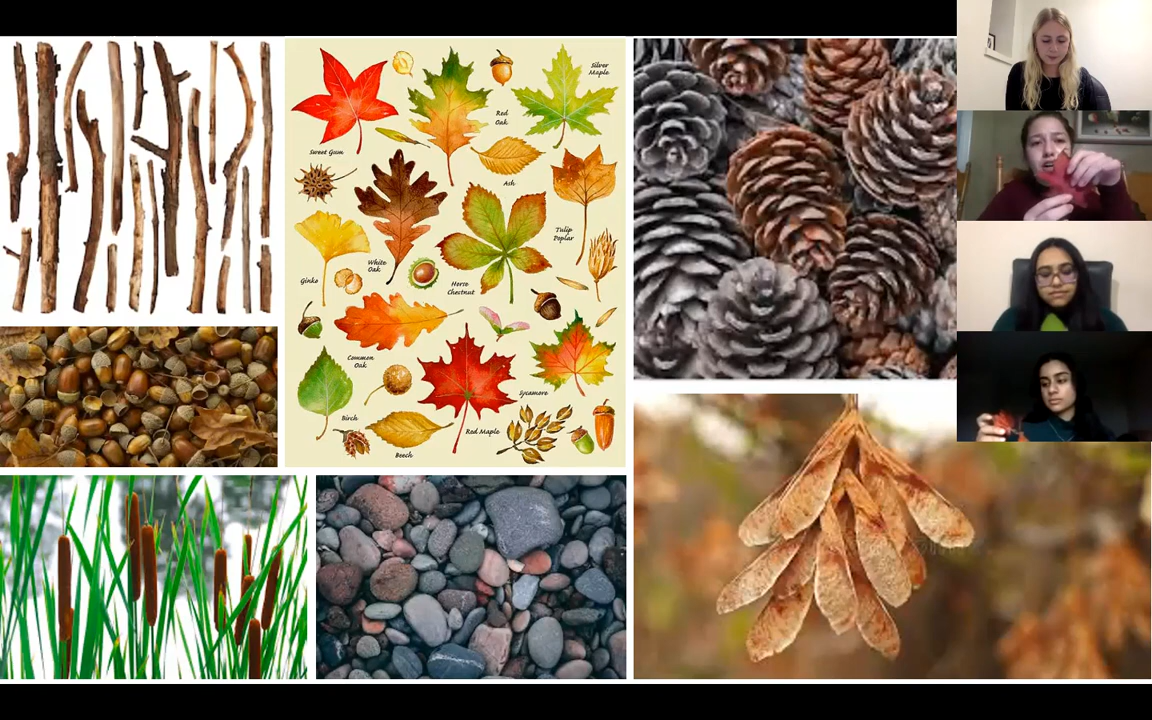 Silver
Maple
Red
Oak
Sweet Gum
Ash
Tulip
Poplar
White
Oak
Ginko
Horse
Chestnut
Common
Oak
Sycamore
Birch
Red Maple
Beech